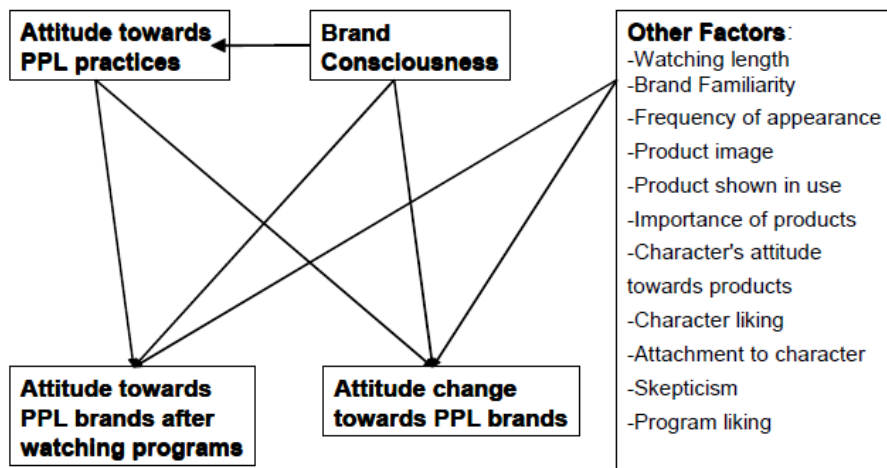 Attitude towards
PPL practices
Brand
Consciousness
Other Factors:
-Watching length
-Brand Familiarity
-Frequency of appearance
-Product image
-Product shown in use
-Importance of products
-Character's attitude
towards products
-Character liking
-Attachment to character
-Skepticism
-Program liking
Attitude towards
PPL brands after
watching programs
Attitude change
towards PPL brands